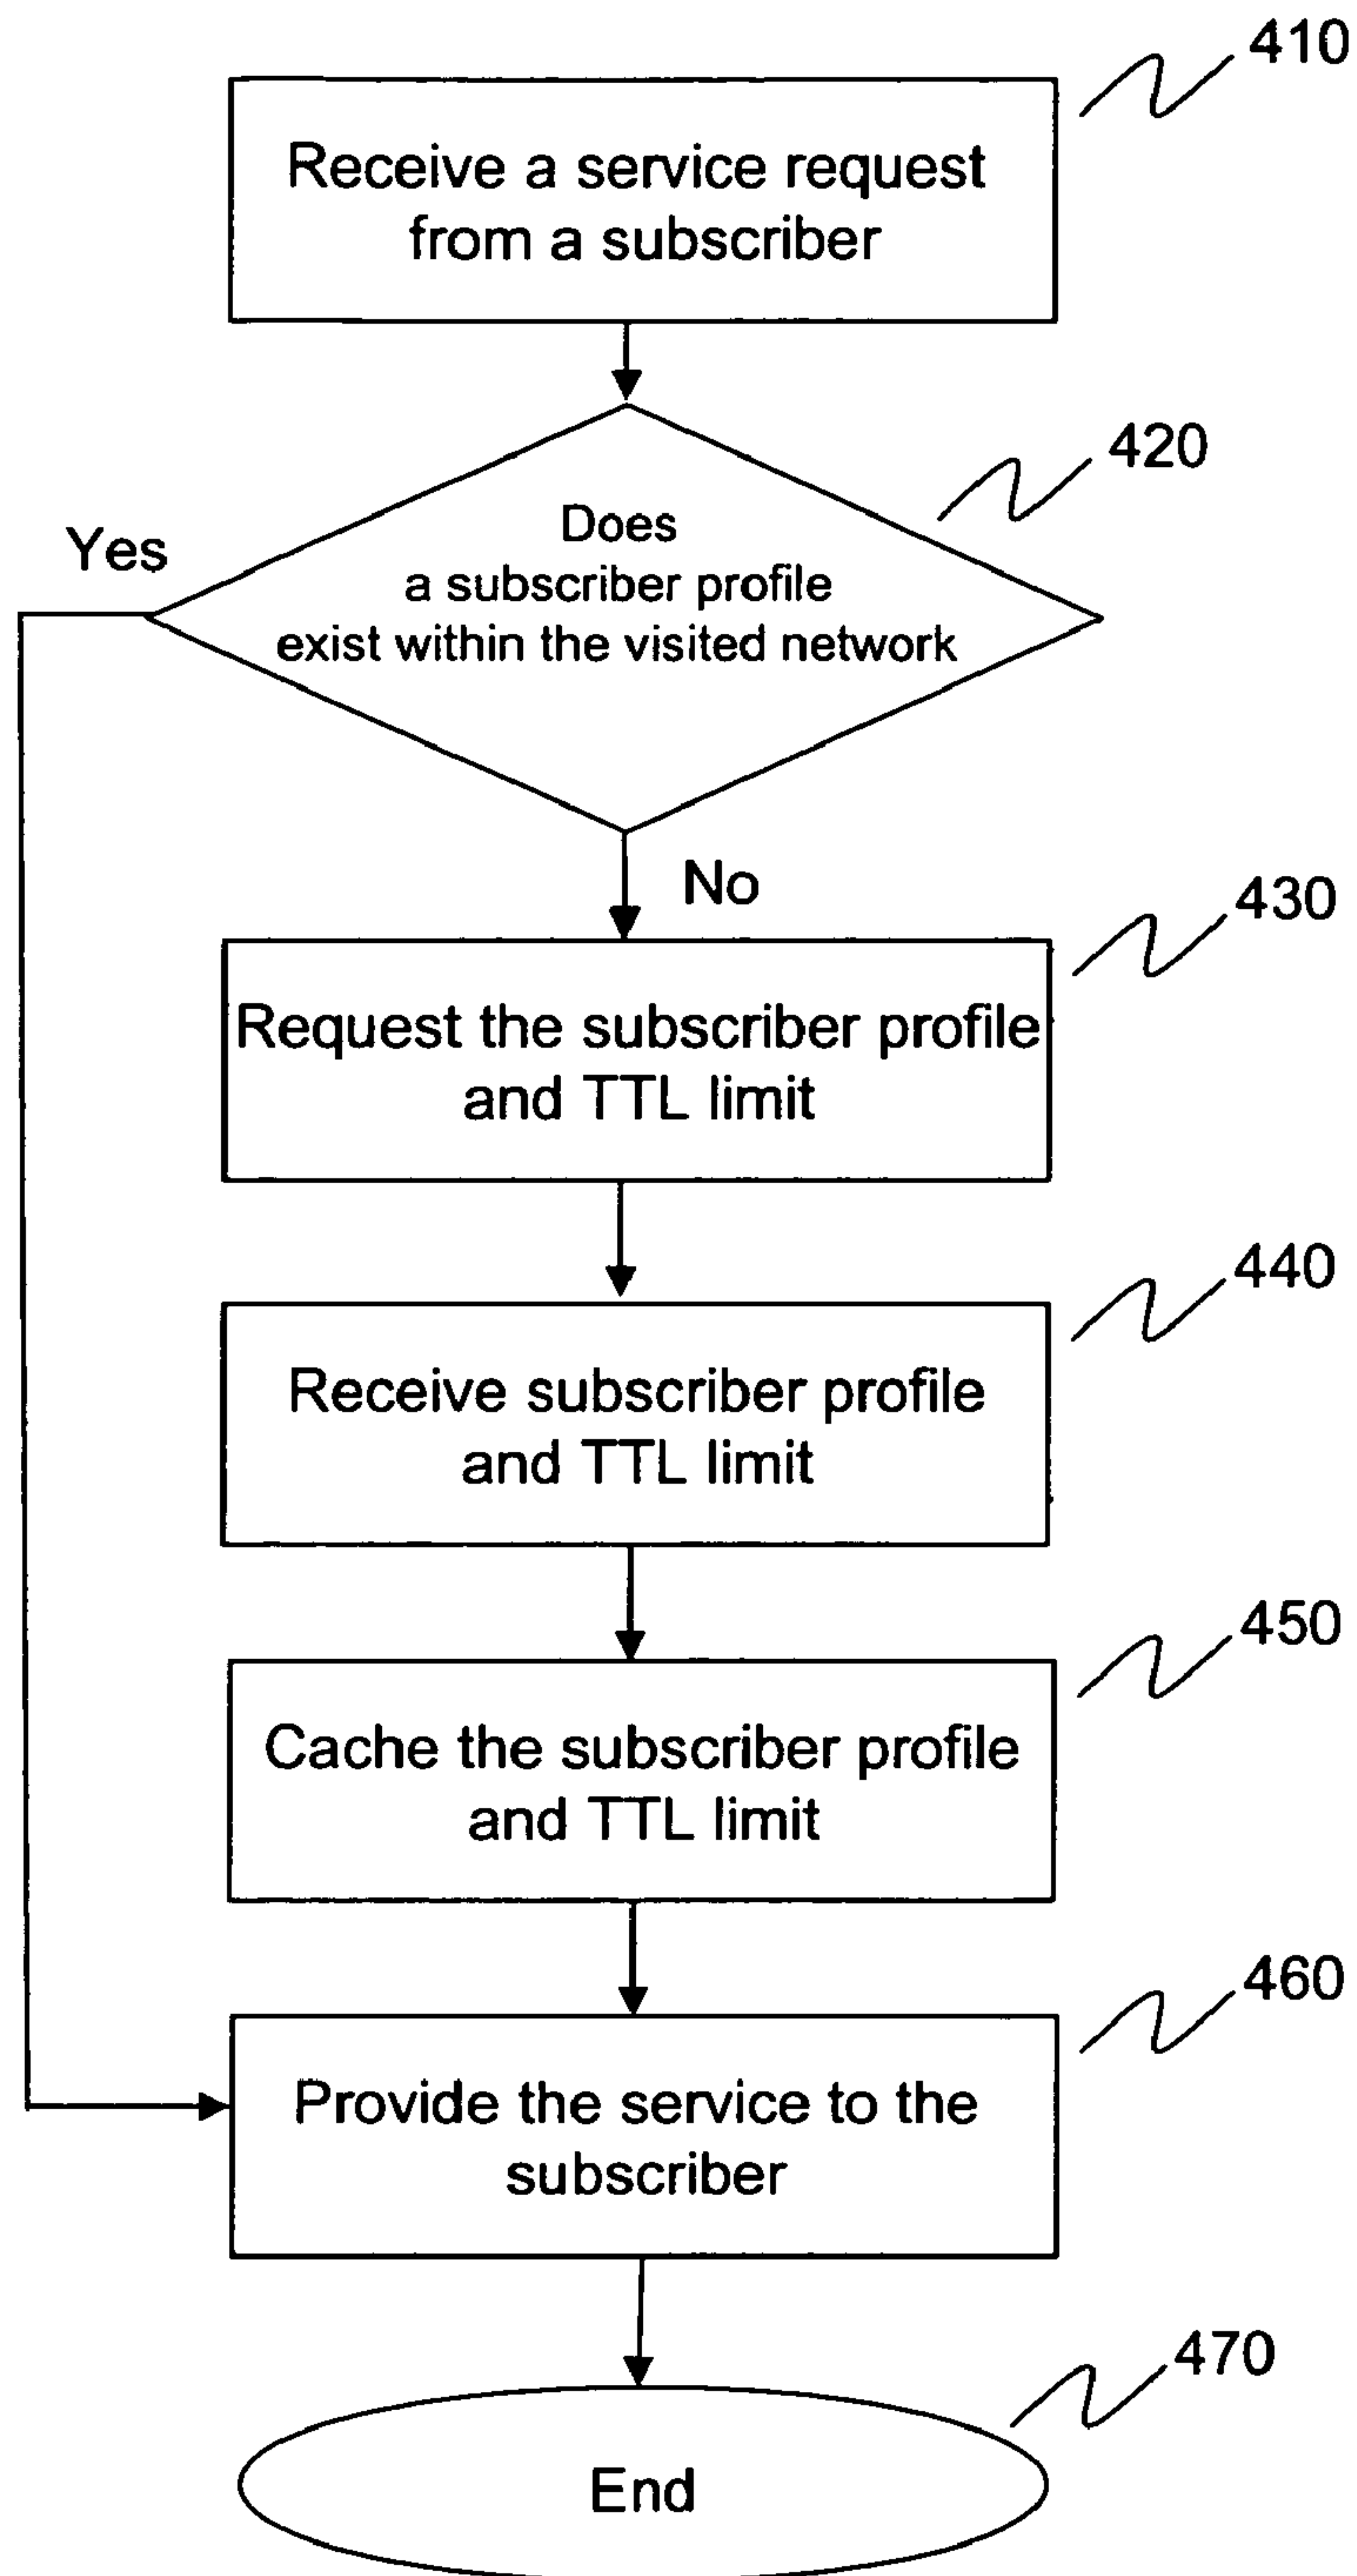 410
Receive a service request
from a subscriber
420
Yes
Does
a subscriber profile
exist within the visited network
No
430
Request the subscriber profile
and TTL limit
440
Receive subscriber profile
and TTL limit
450
Cache the subscriber profile
and TTL limit
460
Provide the service to the
subscriber
470
End